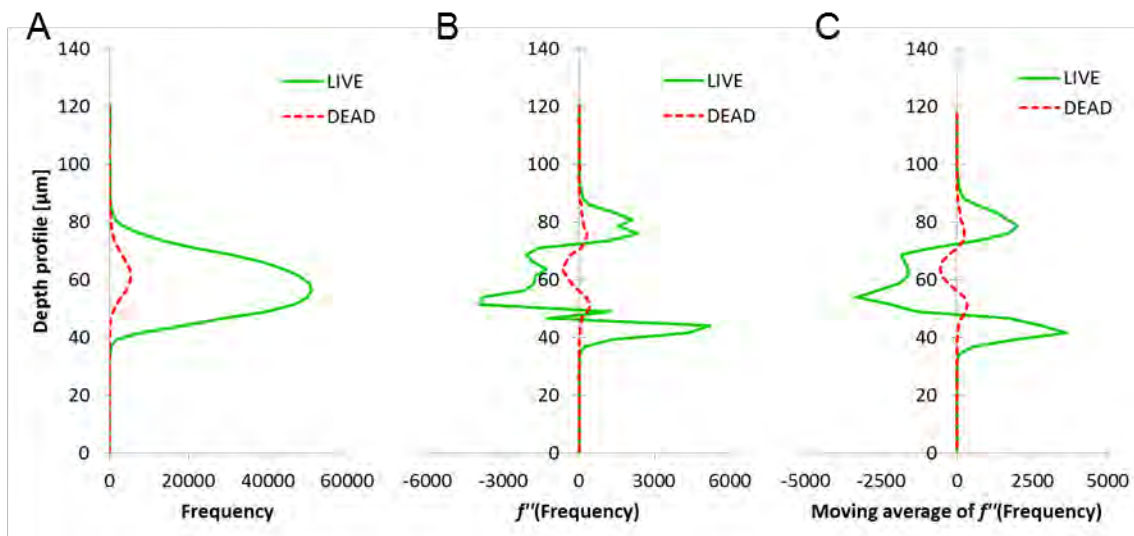 A
B
C
Depth profile [µm]
140
120
100
80
60
40
20
0
LIVE
DEAD
0
20000
40000
60000
Frequency
140
120
100
80
60
40
20
0
LIVE
DEAD
-6000
-3000
0
3000
6000
f''(Frequency)
140
120
100
80
60
40
20
0
LIVE
DEAD
-5000
-2500
0
2500
5000
Moving average of f''(Frequency)